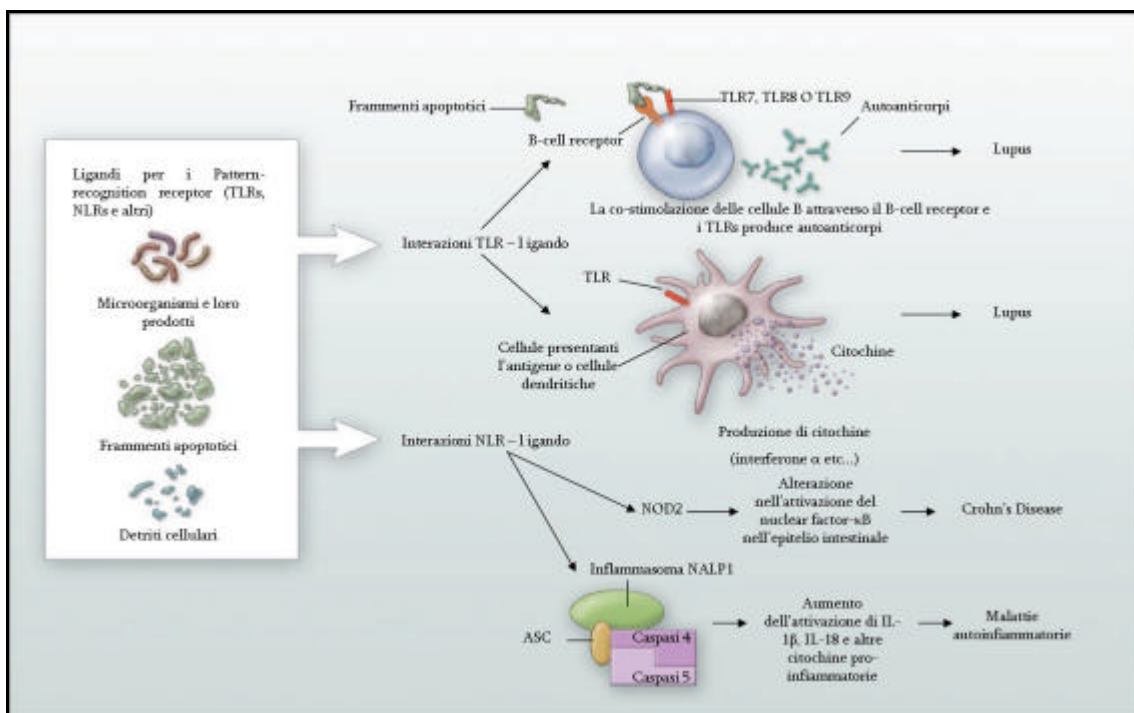 Ligandi per i Pattern-
recognition receptor (TLRs,
NLRs e altri)
Microorganismi e loro
prodotti
Frammenti apoptotici
Detriti cellulari
Interazioni TLR – Ligando
Interazioni NLR – Ligando
Frammenti apoptotici
B-cell receptor
TLR7, TLR8 O TLR9
Autoanticorpi
Lupus
La co-stimolazione delle cellule B attraverso il B-cell receptor e
i TLRs produce autoanticorpi
TLR
Cellule presentanti
l'antigene o cellule
dendritiche
Citochine
Lupus
Produzione di citochine
(interferone α etc...)
NOD2
Alterazione
nell'attivazione del
nuclear factor-κB
nell'epitelio intestinale
Crohn's Disease
Inflammasoma NALP1
ASC
Caspasi 4
Caspasi 5
Aumento
dell'attivazione di IL-
1β, IL-18 e altre
citochine pro-
infiammatorie
Malattie
autoinfiammatorie